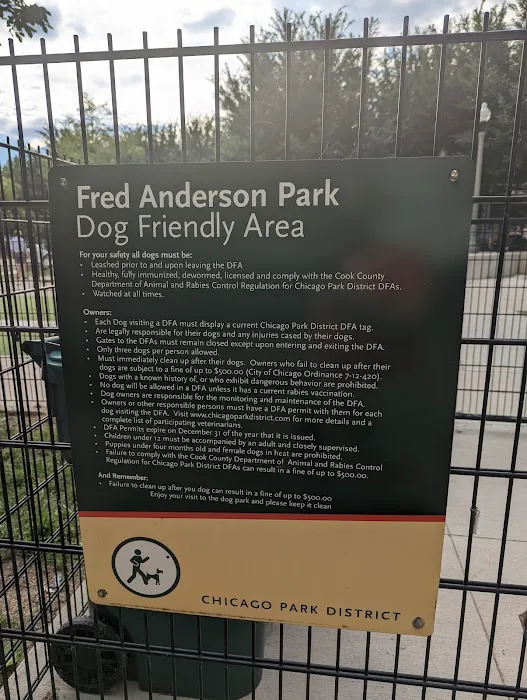 Fred Anderson Park
Dog Friendly Area
For your safety all dogs must be:
• Leashed prior to and upon leaving the DFA
• Healthy, fully immunized, dewormed, licensed and comply with the Cook County
Department of Animal and Rabies Control Regulation for Chicago Park District DFAs.
• Watched at all times.
Owners:
• Each Dog visiting a DFA must display a current Chicago Park District DFA tag.
• Are legally responsible for their dogs and any injuries cased by their dogs.
• Gates to the DFAs must remain closed except upon entering and exiting the DFA.
• Only three dogs per person allowed.
• Must immediately clean up after their dogs. Owners who fail to clean up after their
dogs are subject to a fine of up to $500.00 (City of Chicago Ordinance 7-12-420).
• Dogs with a known history of, or who exhibit dangerous behavior are prohibited.
• No dog will be allowed in a DFA unless it has a current rabies vaccination.
• Dog owners are responsible for the monitoring and maintenance of the DFA.
• Owners or other responsible persons must have a DFA permit with them for each
dog visiting the DFA. Visit www.chicagoparkdistrict.com for more details and a
complete list of participating veterinarians.
• DFA Permits expire on December 31 of the year that it is issued.
• Children under 12 must be accompanied by an adult and closely supervised.
• Puppies under four months old and female dogs in heat are prohibited.
• Failure to comply with the Cook County Department of Animal and Rabies Control
Regulation for Chicago Park District DFAs can result in a fine of up to $500.00.
And Remember:
• Failure to clean up after you dog can result in a fine of up to $500.00
Enjoy your visit to the dog park and please keep it clean
CHICAGO PARK DISTRICT